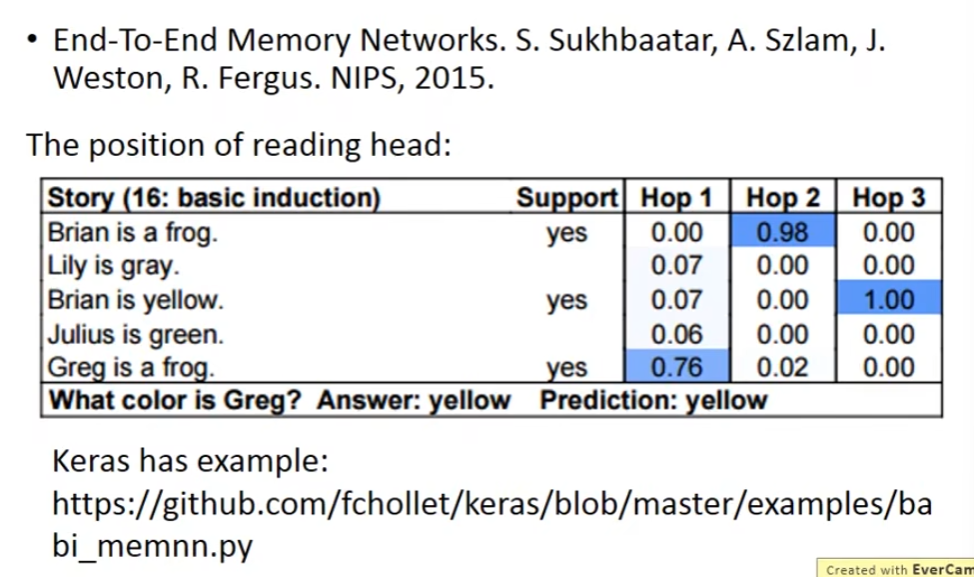 • End-To-End Memory Networks. S. Sukhbaatar, A. Szlam, J.
Weston, R. Fergus. NIPS, 2015.
The position of reading head:
Story (16: basic induction) Support Hop 1 Hop 2 Hop 3
Brian is a frog. yes 0.00 0.98 0.00
Lily is gray. 0.07 0.00 0.00
Brian is yellow. yes 0.07 0.00 1.00
Julius is green. 0.06 0.00 0.00
Greg is a frog. yes 0.76 0.02 0.00
What color is Greg? Answer: yellow Prediction: yellow
Keras has example:
https://github.com/fchollet/keras/blob/master/examples/ba
bi_memnn.py
Created with EverCam